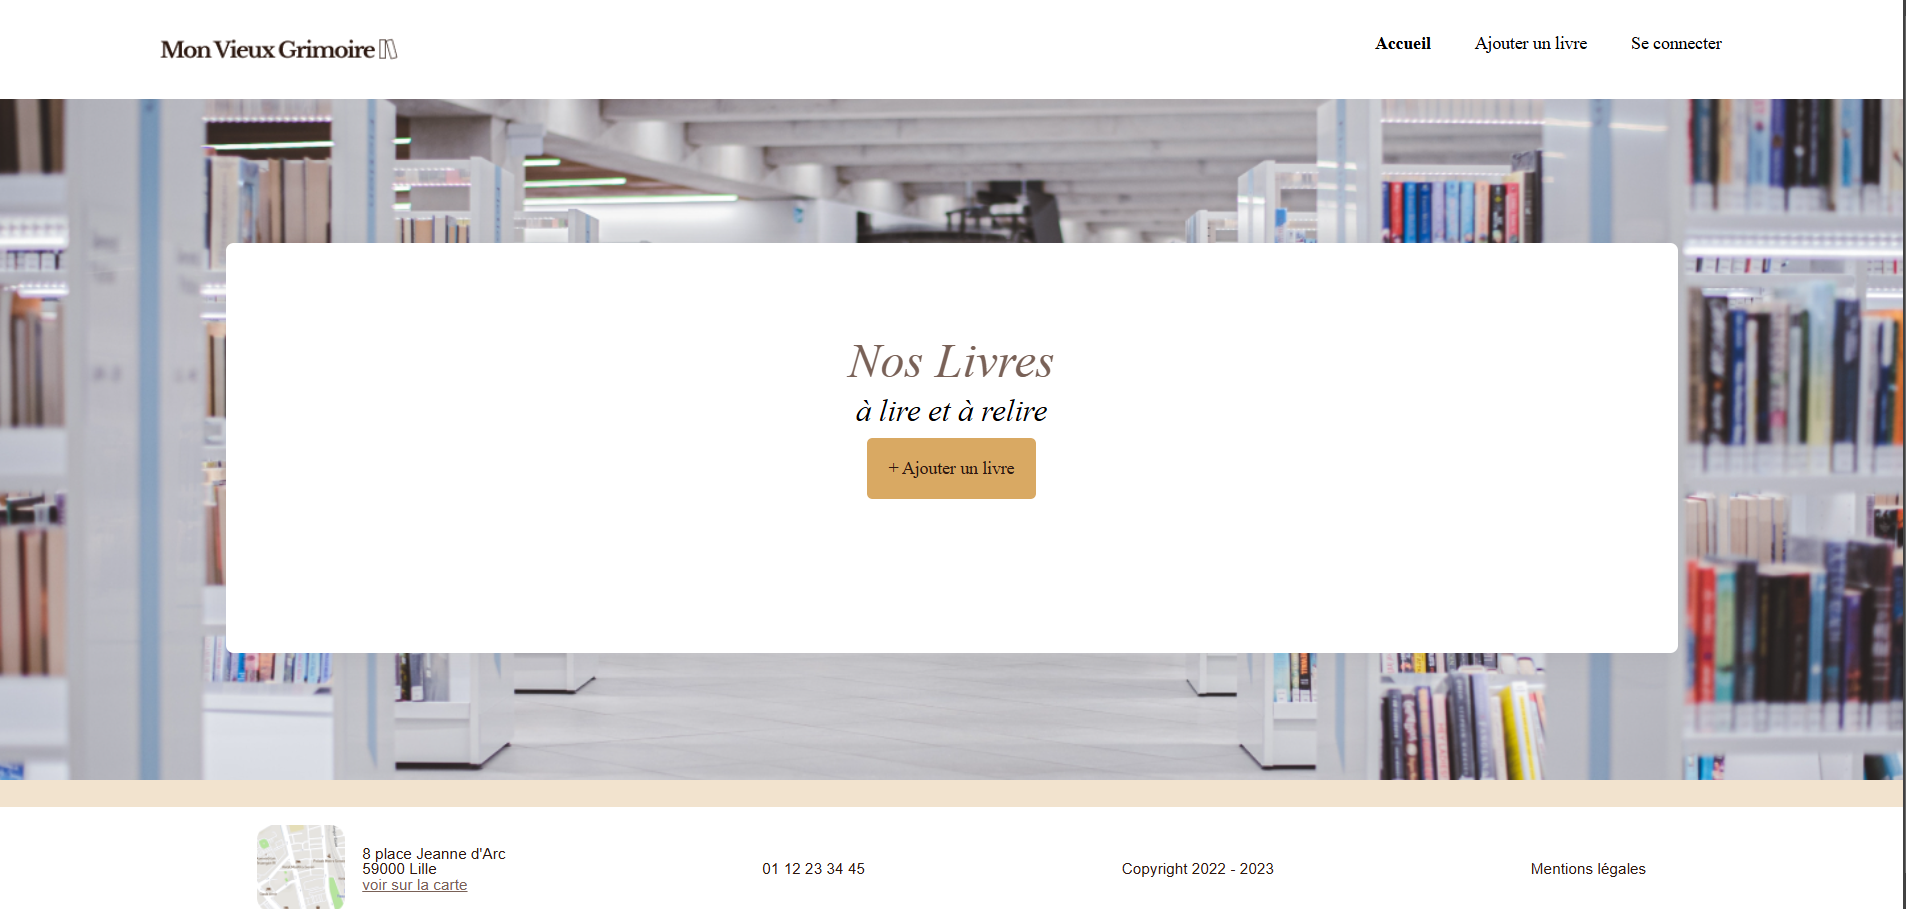 Mon Vieux Grimoire
Accueil
Ajouter un livre
Se connecter
Nos Livres
à lire et à relire
+ Ajouter un livre
8 place Jeanne d'Arc
59000 Lille
voir sur la carte
01 12 23 34 45
Copyright 2022 - 2023
Mentions légales